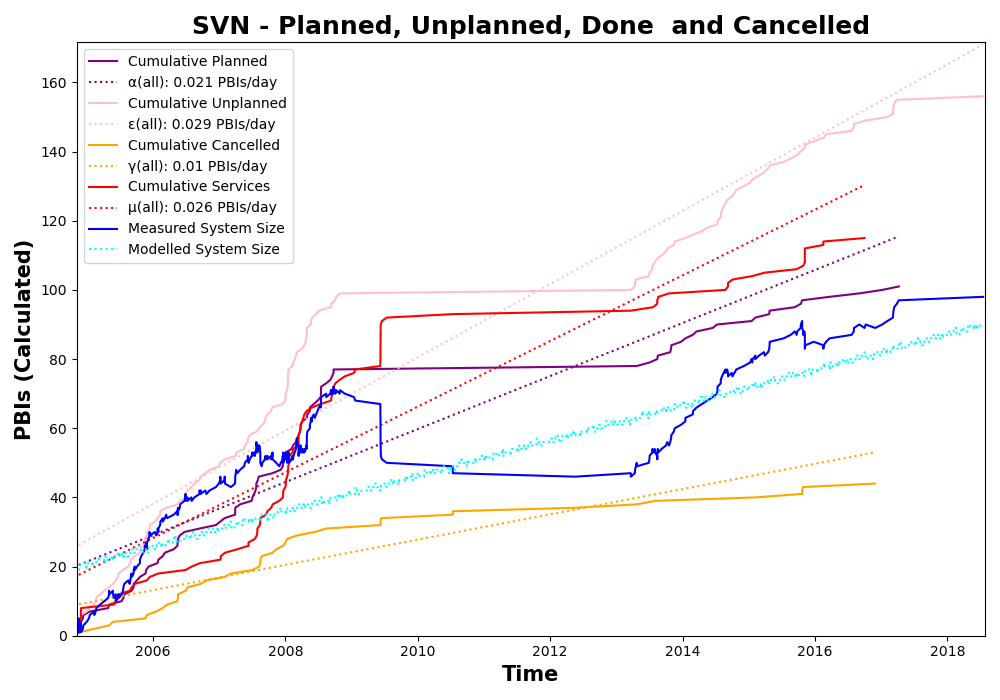 SVN - Planned, Unplanned, Done  and Cancelled
Cumulative Planned
α(all): 0.021 PBIs/day
Cumulative Unplanned
ε(all): 0.029 PBIs/day
Cumulative Cancelled
γ(all): 0.01 PBIs/day
Cumulative Services
μ(all): 0.026 PBIs/day
Measured System Size
Modelled System Size
PBIs (Calculated)
160
140
120
100
80
60
40
20
0
2006 2008 2010 2012 2014 2016 2018
Time